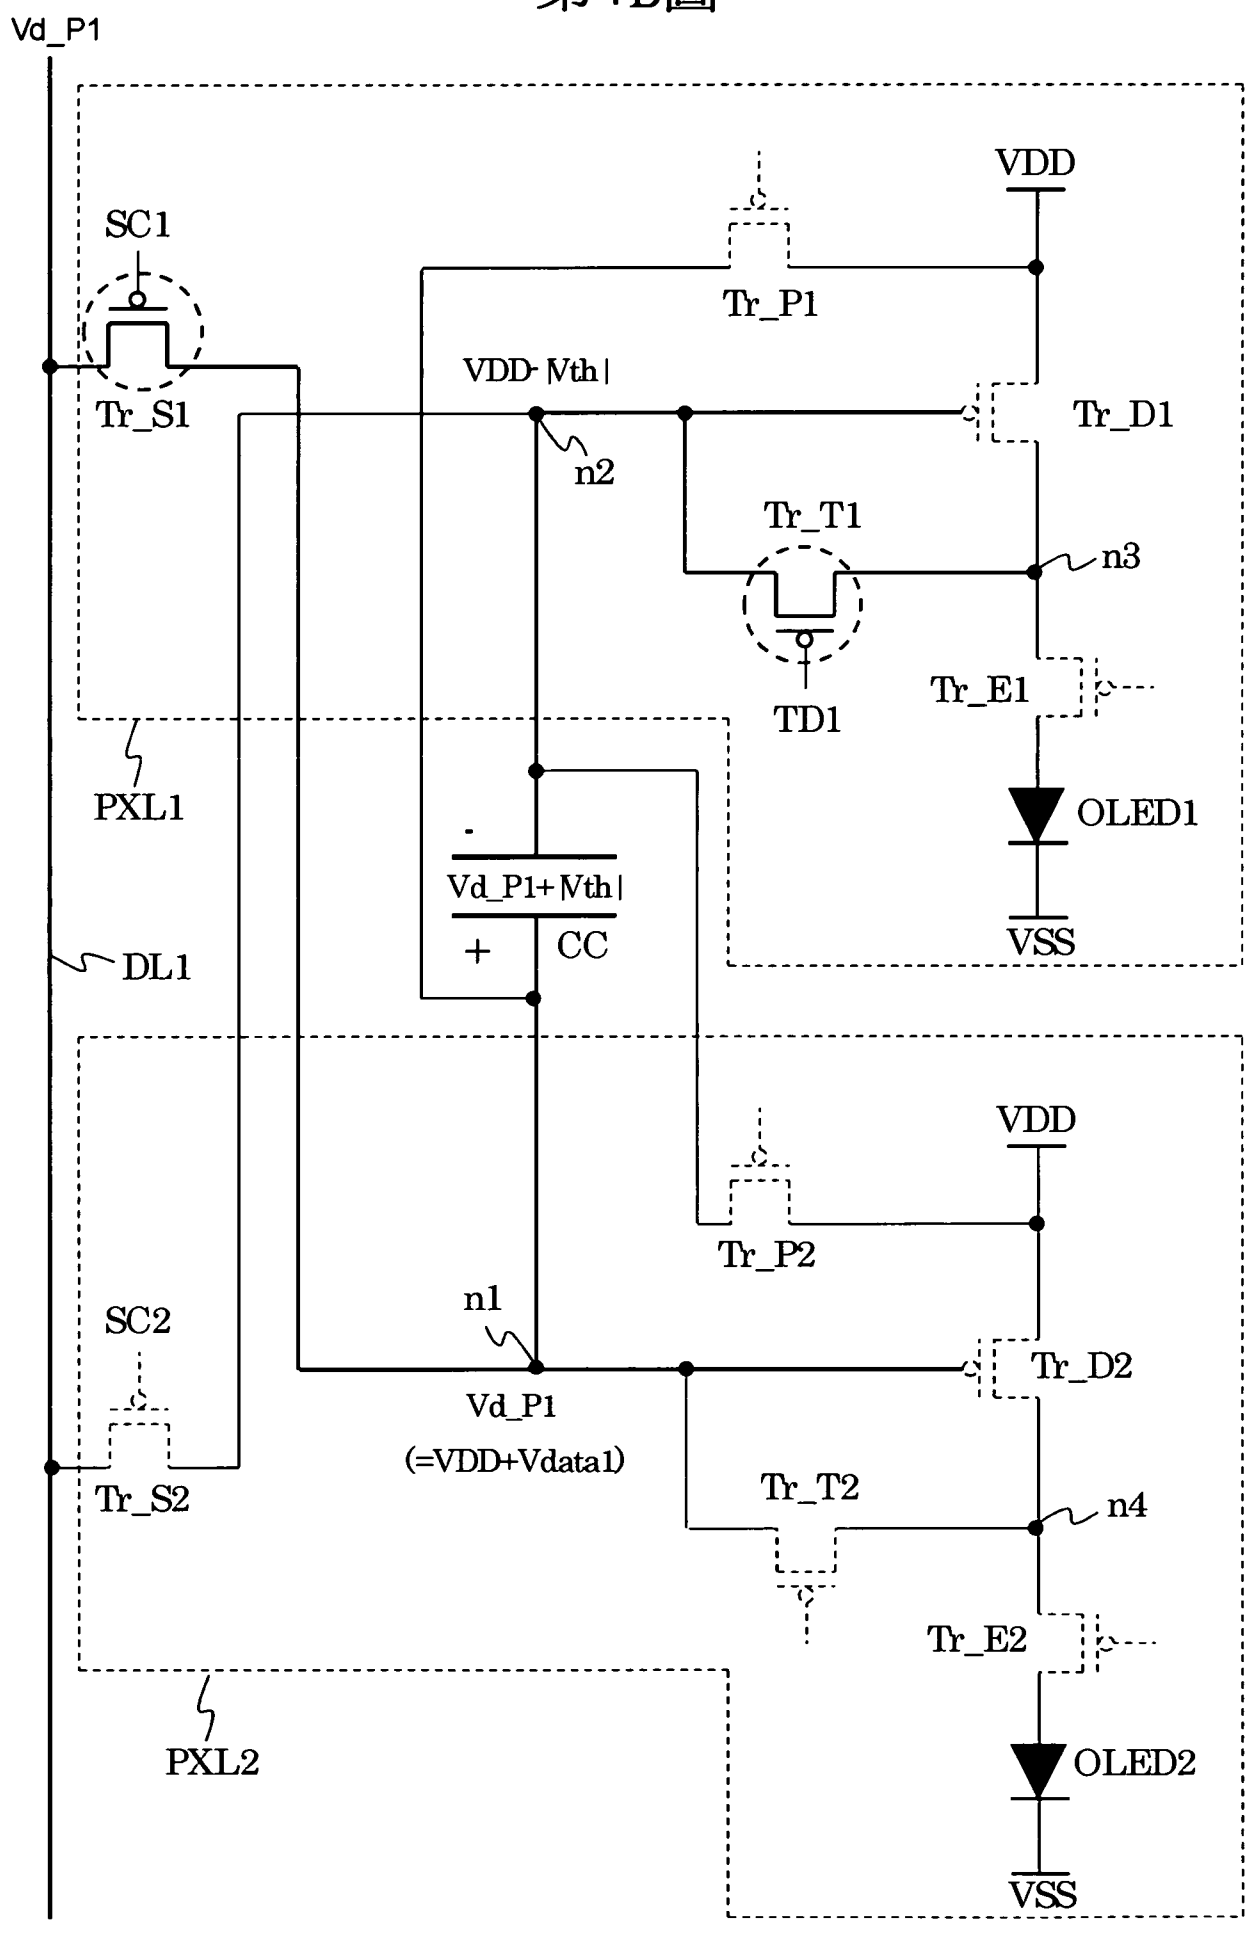 Vd_P1
VDD
SC1
Tr_P1
VDD-|Vth|
Tr_S1
Tr_D1
n2
Tr_T1
n3
Tr_E1
TD1
PXL1
OLED1
-
Vd_P1+|Vth|
+
CC
VSS
DL1
VDD
Tr_P2
n1
SC2
Tr_D2
Vd_P1
(=VDD+Vdata1)
Tr_T2
Tr_S2
n4
Tr_E2
PXL2
OLED2
VSS